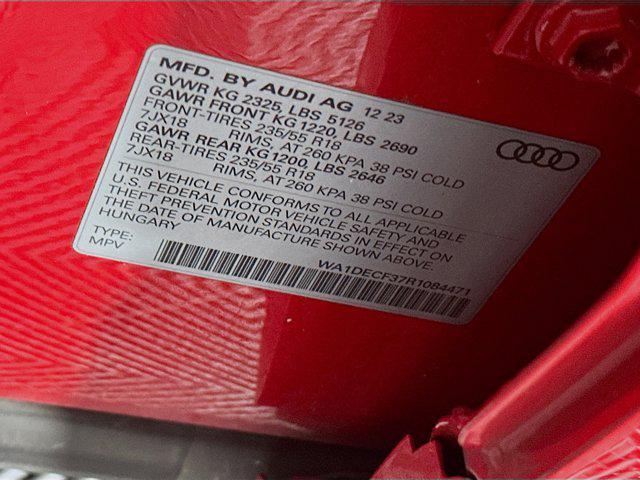 MFD. BY AUDI AG 12 23
GVWR KG 2325, LBS 5126
GAWR FRONT KG 1220, LBS 2690
FRONT-TIRES 235/55 R18
7JX18 RIMS, AT 260 KPA 38 PSI COLD
GAWR REAR KG1200, LBS 2646
REAR-TIRES 235/55 R18
7JX18 RIMS, AT 260 KPA 38 PSI COLD
THIS VEHICLE CONFORMS TO ALL APPLICABLE
U.S. FEDERAL MOTOR VEHICLE SAFETY AND
THEFT PREVENTION STANDARDS IN EFFECT ON
THE DATE OF MANUFACTURE SHOWN ABOVE.
HUNGARY
WA1DECF37R1084471
TYPE:
MPV